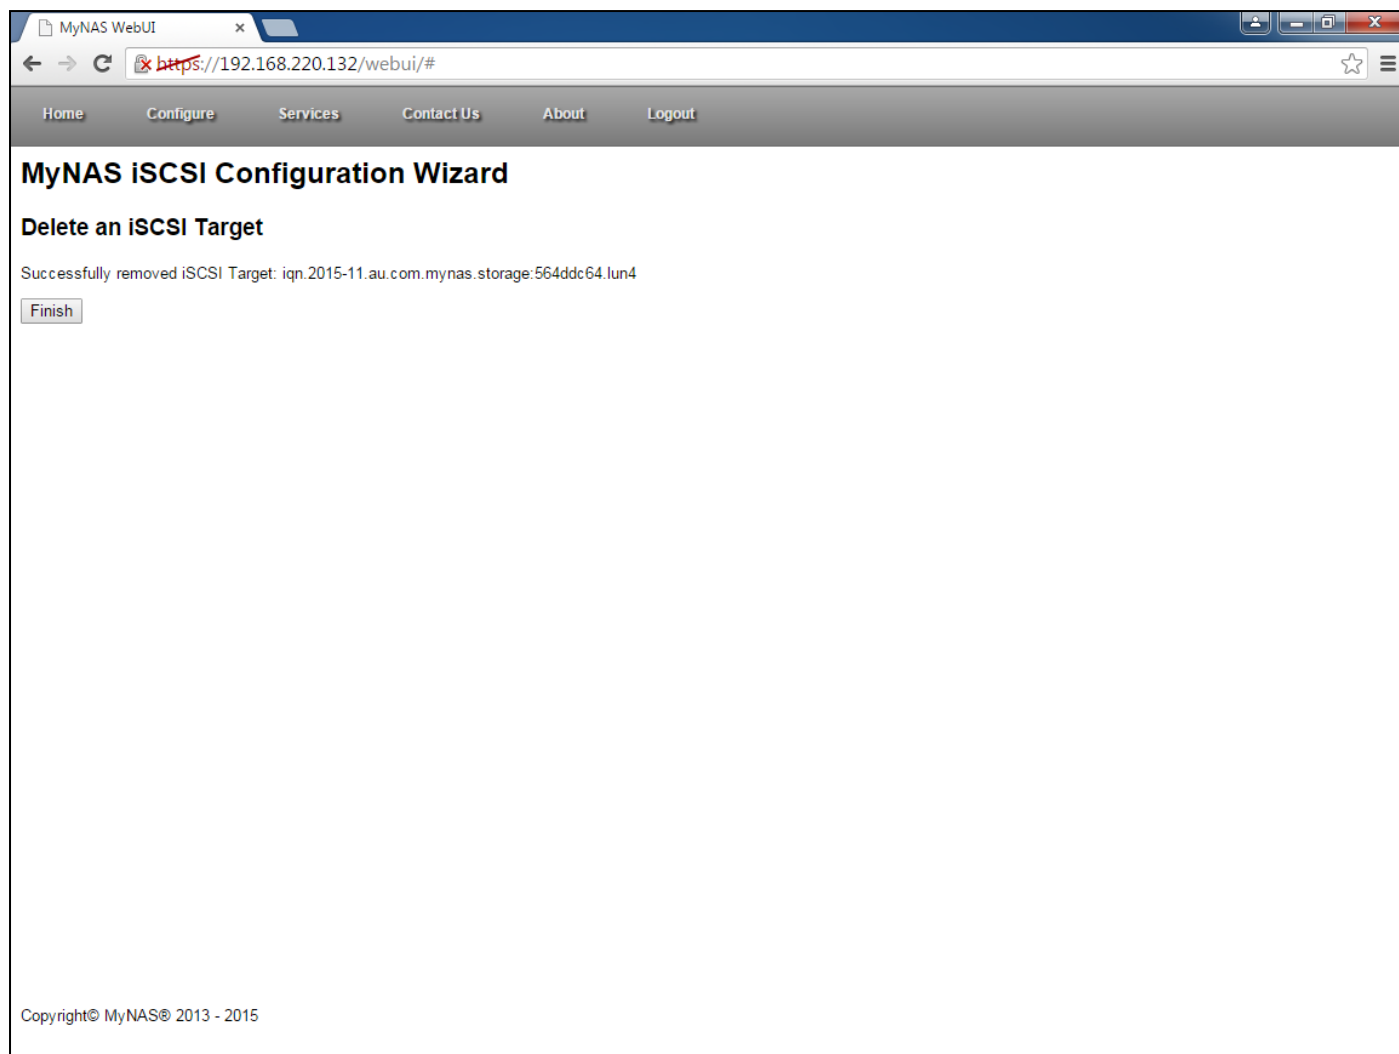 MyNAS WebUI
https://192.168.220.132/webui/#
Home Configure Services Contact Us About Logout
MyNAS iSCSI Configuration Wizard
Delete an iSCSI Target
Successfully removed iSCSI Target: iqn.2015-11.au.com.mynas.storage:564ddc64.lun4
Finish
Copyright© MyNAS® 2013 - 2015